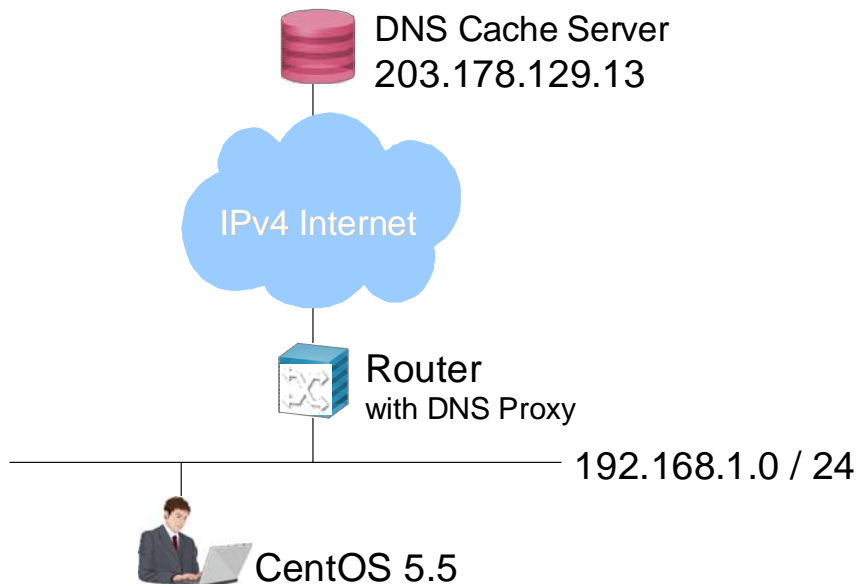 DNS Cache Server
203.178.129.13
IPv4 Internet
Router
with DNS Proxy
192.168.1.0 / 24
CentOS 5.5